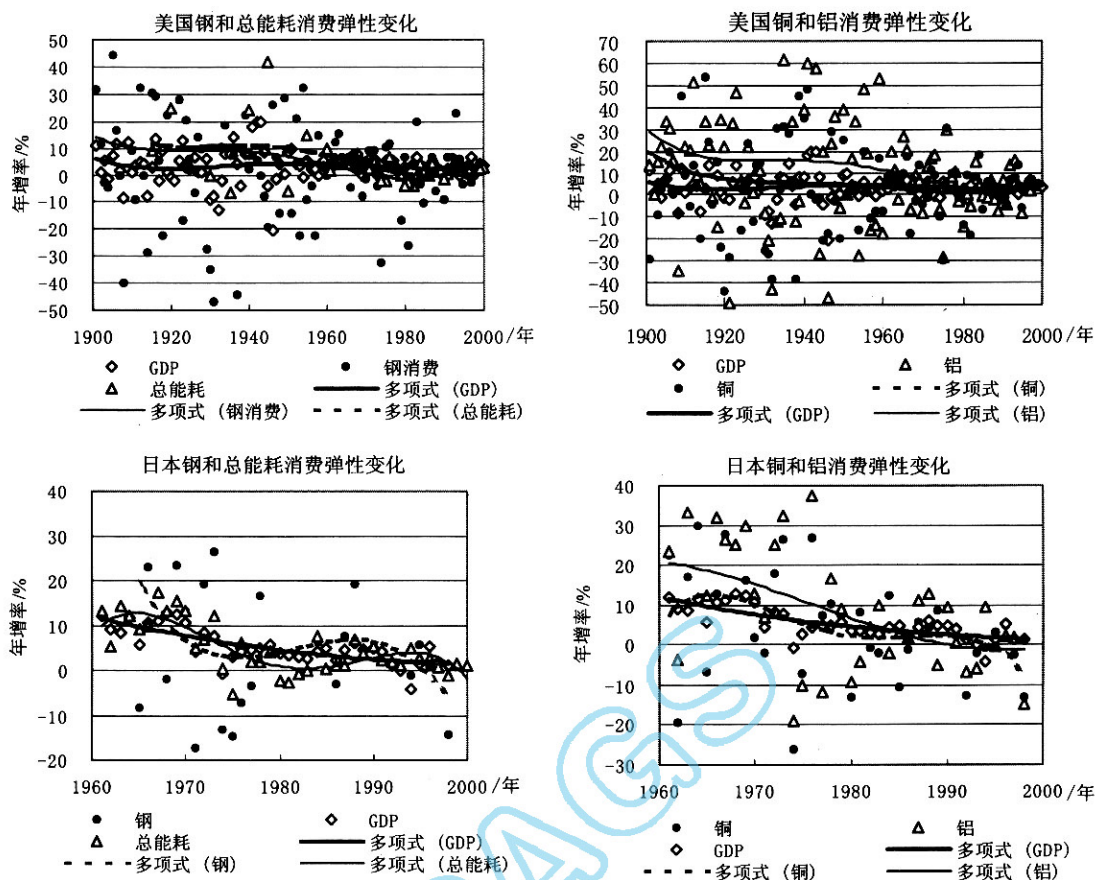 美国钢和总能耗消费弹性变化
50
40
30
20
10
0
-10
-20
-30
-40
-50
年增率/%
1900 1920 1940 1960 1980 2000/年
GDP 钢消费
总能耗 多项式 (GDP)
多项式 (钢消费) 多项式 (总能耗)
美国铜和铝消费弹性变化
70
60
50
40
30
20
10
0
-10
-20
-30
-40
-50
年增率/%
1900 1920 1940 1960 1980 2000/年
GDP 铝
铜 多项式 (铜)
多项式 (GDP) 多项式 (铝)
日本钢和总能耗消费弹性变化
40
30
20
10
0
-10
-20
年增率/%
1960 1970 1980 1990 2000/年
钢 GDP
总能耗 多项式 (GDP)
多项式 (钢) 多项式 (总能耗)
日本铜和铝消费弹性变化
40
30
20
10
0
-10
-20
-30
年增率/%
1960 1970 1980 1990 2000/年
铜 铝
GDP 多项式 (GDP)
多项式 (铜) 多项式 (铝)
CAGS